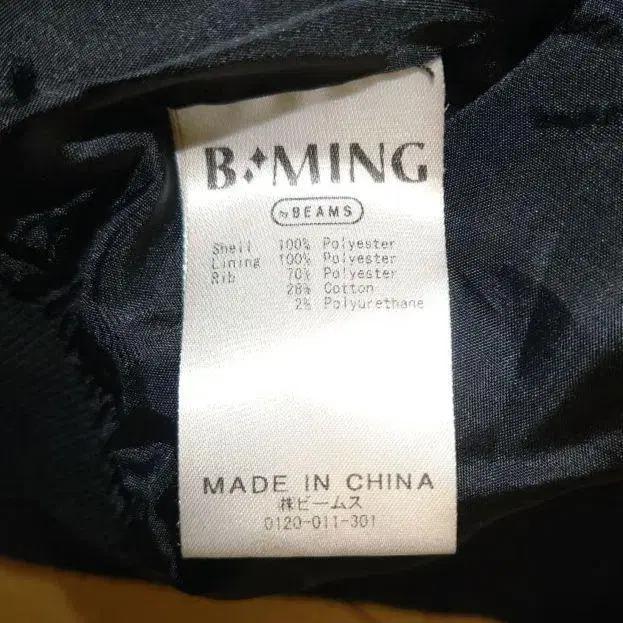 B MING
by BEAMS
Shell 100% Polyester
Lining 100% Polyester
Rib 70% Polyester
28% Cotton
2% Polyurethane
MADE IN CHINA
㈱ビームス
0120-011-301